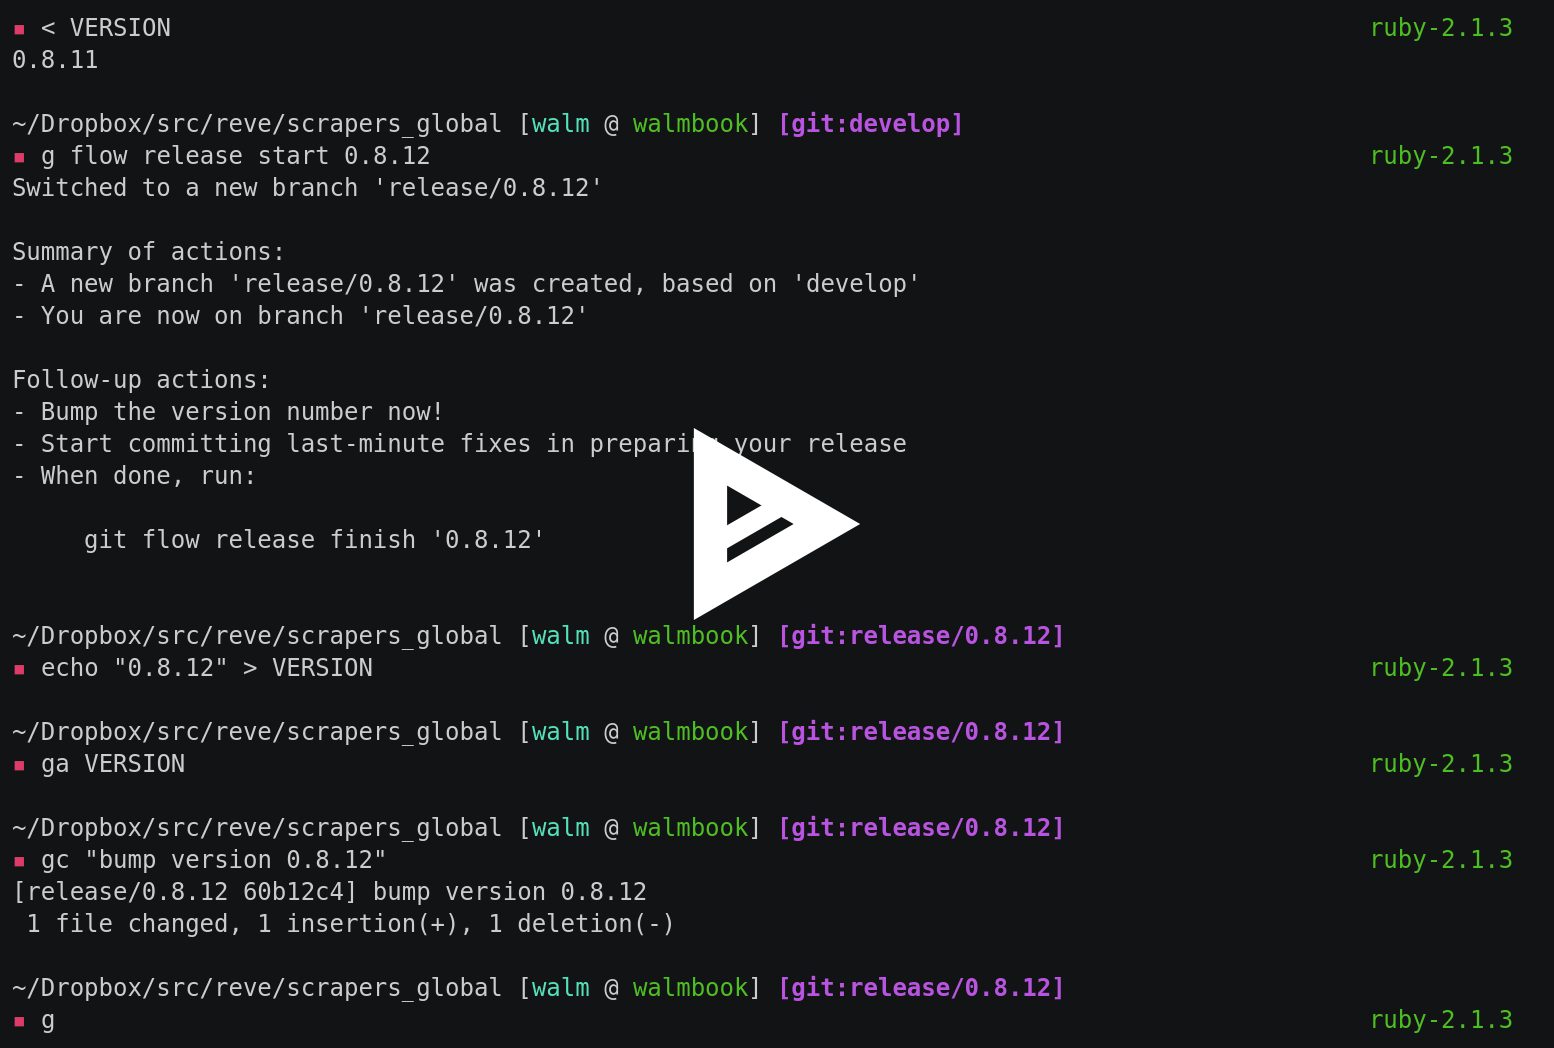 < VERSION ruby-2.1.3
0.8.11
~/Dropbox/src/reve/scrapers_global [walm @ walmbook] [git:develop]
g flow release start 0.8.12 ruby-2.1.3
Switched to a new branch 'release/0.8.12'
Summary of actions:
- A new branch 'release/0.8.12' was created, based on 'develop'
- You are now on branch 'release/0.8.12'
Follow-up actions:
- Bump the version number now!
- Start committing last-minute fixes in preparing your release
- When done, run:
git flow release finish '0.8.12'
~/Dropbox/src/reve/scrapers_global [walm @ walmbook] [git:release/0.8.12]
echo "0.8.12" > VERSION ruby-2.1.3
~/Dropbox/src/reve/scrapers_global [walm @ walmbook] [git:release/0.8.12]
ga VERSION ruby-2.1.3
~/Dropbox/src/reve/scrapers_global [walm @ walmbook] [git:release/0.8.12]
gc "bump version 0.8.12" ruby-2.1.3
[release/0.8.12 60b12c4] bump version 0.8.12
1 file changed, 1 insertion(+), 1 deletion(-)
~/Dropbox/src/reve/scrapers_global [walm @ walmbook] [git:release/0.8.12]
g ruby-2.1.3